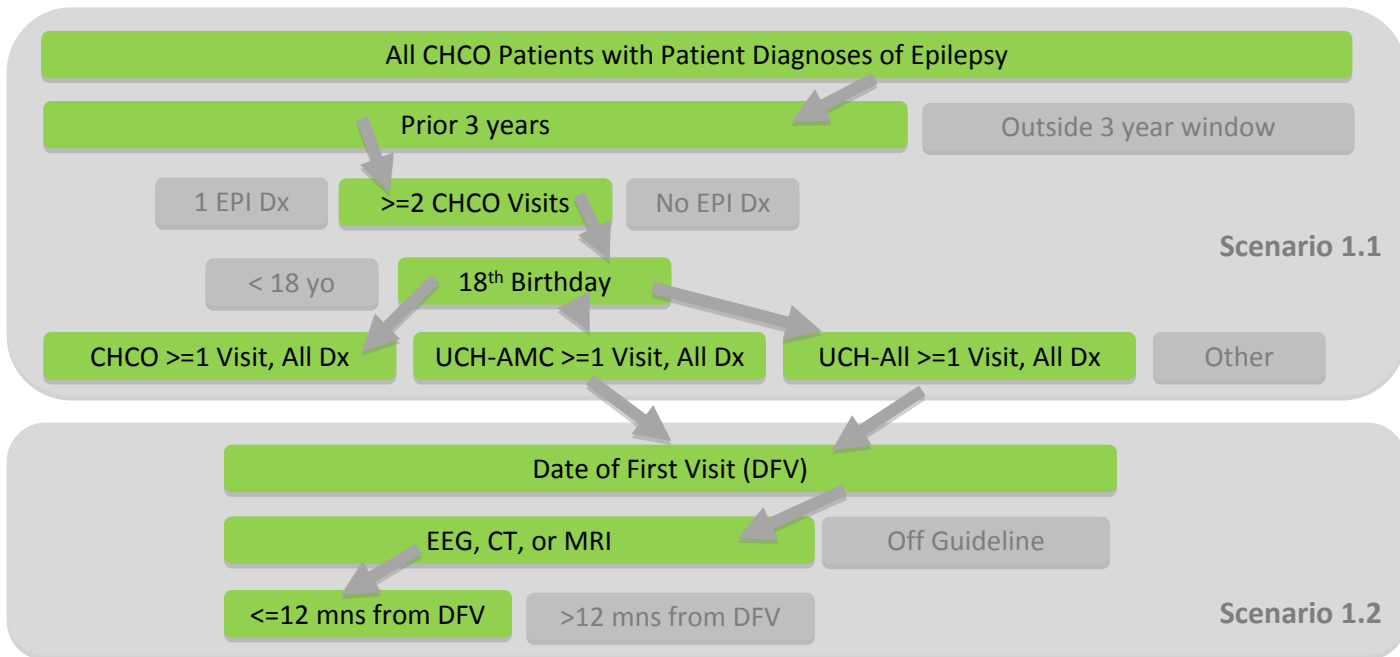 All CHCO Patients with Patient Diagnoses of Epilepsy
Prior 3 years
Outside 3 year window
1 EPI Dx
>=2 CHCO Visits
No EPI Dx
Scenario 1.1
< 18 yo
18th Birthday
CHCO >=1 Visit, All Dx
UCH-AMC >=1 Visit, All Dx
UCH-All >=1 Visit, All Dx
Other
Date of First Visit (DFV)
EEG, CT, or MRI
Off Guideline
<=12 mns from DFV
>12 mns from DFV
Scenario 1.2